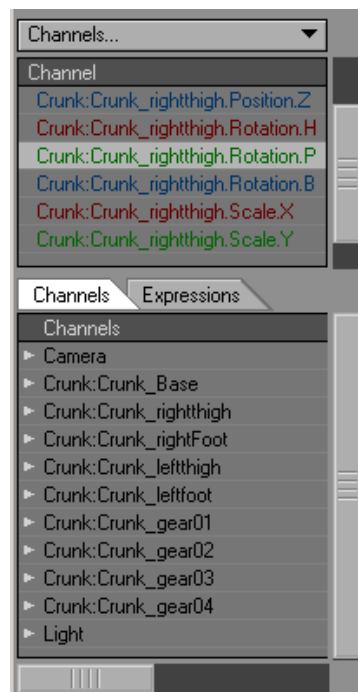 Channels...
Channel
Crunk:Crunk_rightthigh.Position.Z
Crunk:Crunk_rightthigh.Rotation.H
Crunk:Crunk_rightthigh.Rotation.P
Crunk:Crunk_rightthigh.Rotation.B
Crunk:Crunk_rightthigh.Scale.X
Crunk:Crunk_rightthigh.Scale.Y
Channels Expressions
Channels
Camera
Crunk:Crunk_Base
Crunk:Crunk_rightthigh
Crunk:Crunk_rightFoot
Crunk:Crunk_leftthigh
Crunk:Crunk_leftfoot
Crunk:Crunk_gear01
Crunk:Crunk_gear02
Crunk:Crunk_gear03
Crunk:Crunk_gear04
Light